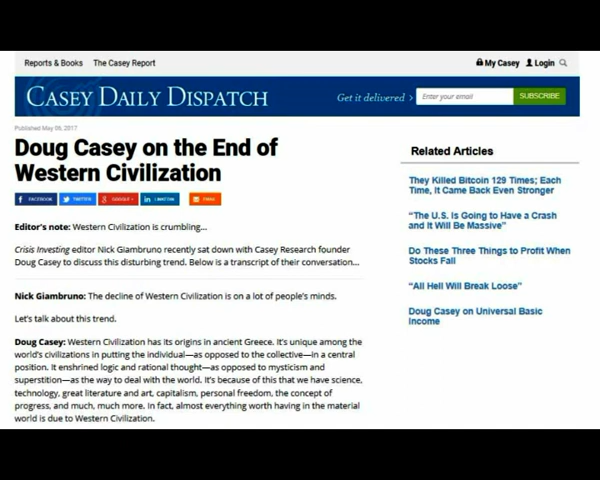 Reports & Books The Casey Report
My Casey Login
CASEY DAILY DISPATCH
Get it delivered > Enter your email SUBSCRIBE
Published May 06, 2017
Doug Casey on the End of
Western Civilization
FACEBOOK TWITTER GOOGLE+ LINKEDIN EMAIL
Editor's note: Western Civilization is crumbling...
Crisis Investing editor Nick Giambruno recently sat down with Casey Research founder
Doug Casey to discuss this disturbing trend. Below is a transcript of their conversation...
Nick Giambruno: The decline of Western Civilization is on a lot of people's minds.
Let's talk about this trend.
Doug Casey: Western Civilization has its origins in ancient Greece. It's unique among the
world's civilizations in putting the individual—as opposed to the collective—in a central
position. It enshrined logic and rational thought—as opposed to mysticism and
superstition—as the way to deal with the world. It's because of this that we have science,
technology, great literature and art, capitalism, personal freedom, the concept of
progress, and much, much more. In fact, almost everything worth having in the material
world is due to Western Civilization.
Related Articles
They Killed Bitcoin 129 Times; Each
Time, It Came Back Even Stronger
"The U.S. Is Going to Have a Crash
and It Will Be Massive"
Do These Three Things to Profit When
Stocks Fall
"All Hell Will Break Loose"
Doug Casey on Universal Basic
Income